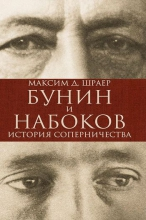 МАКСИМ Д. ШРАЕР
БУНИН
И
НАБОКОВ
ИСТОРИЯ СОПЕРНИЧЕСТВА